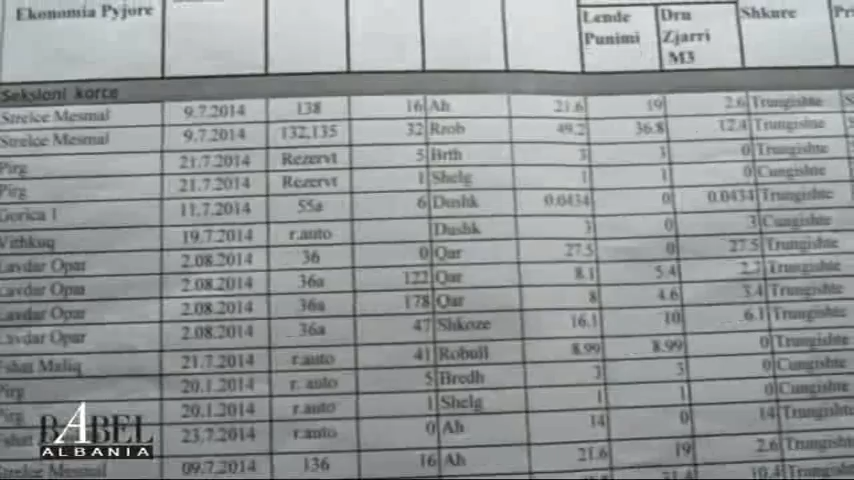 Ekonomia Pyjore
Lende Punimi Dru Zjarri M3 Shkure
Seksioni korce
Strelce Mesmal 9.7.2014 138 16 Ah 21.6 19 2.6 Trungishte
Strelce Mesmal 9.7.2014 132,135 32 Rrob 49.2 36.8 12.4 Trungishte
Pirg 21.7.2014 Rezervt 5 Brth 3 3 0 Trungishte
Pirg 21.7.2014 Rezervt 1 Shelg 1 1 0 Cungishte
Gorica 1 11.7.2014 55a 6 Dushk 0.0434 0 0.0434 Trungishte
Vithkuq 19.7.2014 r.auto Dushk 3 0 3 Cungishte
Lavdar Opar 2.08.2014 36 0 Qar 27.5 0 27.5 Trungishte
Lavdar Opar 2.08.2014 36a 122 Qar 8.1 5.4 2.7 Trungishte
Lavdar Opar 2.08.2014 36a 178 Qar 8 4.6 3.4 Trungishte
Lavdar Opar 2.08.2014 36a 47 Shkoze 16.1 10 6.1 Trungishte
Fshat Maliq 21.7.2014 r.auto 41 Robull 8.99 8.99 0 Trungishte
Pirg 20.1.2014 r. auto 5 Bredh 3 3 0 Cungishte
Pirg 20.1.2014 r.auto 1 Shelg 1 1 0 Cungishte
Fshat 23.7.2014 r.auto 0 Ah 14 0 14 Trungishte
Strelce Mesmal 09.7.2014 136 16 Ah 21.6 19 2.6 Trungishte
31.4 10.4 Trungishte
BABEL
ALBANIA